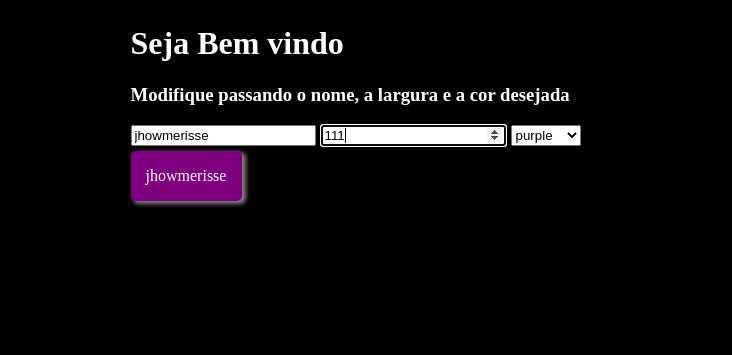 Seja Bem vindo
Modifique passando o nome, a largura e a cor desejada
jhowmerisse 111 purple
jhowmerisse